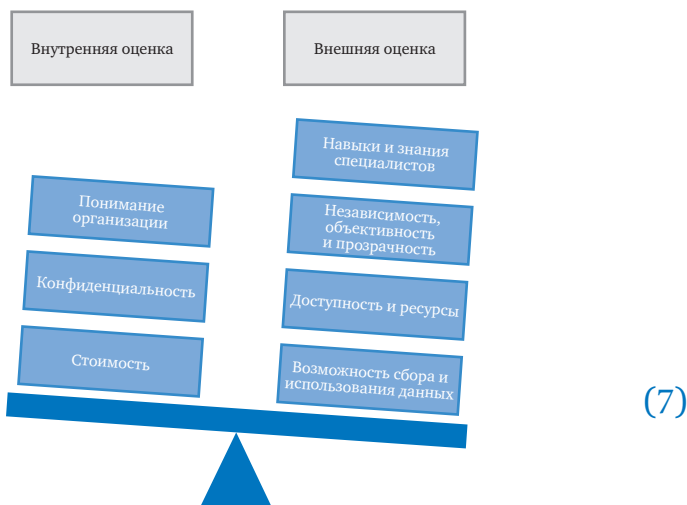 Внутренняя оценка
Внешняя оценка
Понимание
организации
Конфиденциальность
Стоимость
Навыки и знания
специалистов
Независимость,
объективность
и прозрачность
Доступность и ресурсы
Возможность сбора и
использования данных
(7)